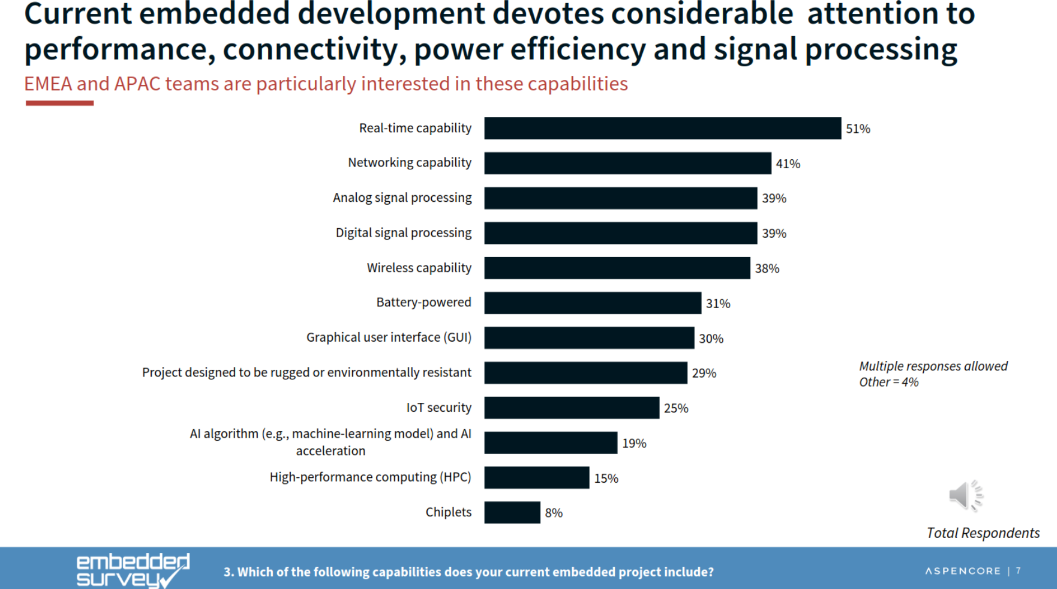 Current embedded development devotes considerable attention to
performance, connectivity, power efficiency and signal processing
EMEA and APAC teams are particularly interested in these capabilities
Real-time capability 51%
Networking capability 41%
Analog signal processing 39%
Digital signal processing 39%
Wireless capability 38%
Battery-powered 31%
Graphical user interface (GUI) 30%
Project designed to be rugged or environmentally resistant 29%
IoT security 25%
AI algorithm (e.g., machine-learning model) and AI
acceleration 19%
High-performance computing (HPC) 15%
Chiplets 8%
Multiple responses allowed
Other = 4%
Total Respondents
embedded
survey
3. Which of the following capabilities does your current embedded project include?
ASPENCORE | 7